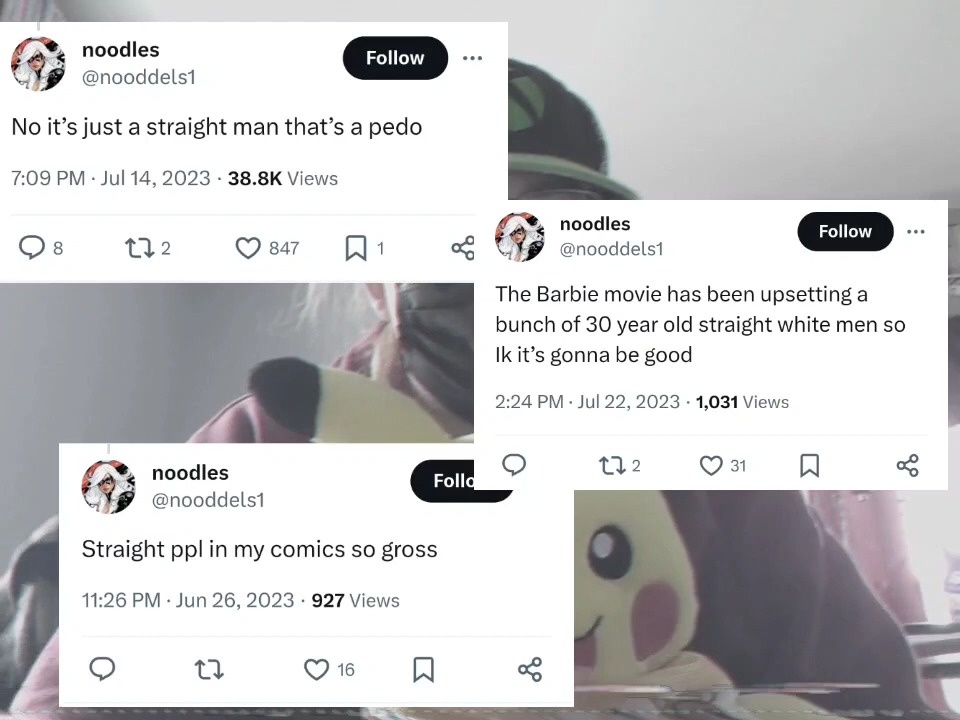 noodles
@nooddels1
Follow
No it's just a straight man that's a pedo
7:09 PM · Jul 14, 2023 · 38.8K Views
8 2 847 1
noodles
@nooddels1
Follow
The Barbie movie has been upsetting a
bunch of 30 year old straight white men so
Ik it's gonna be good
2:24 PM · Jul 22, 2023 · 1,031 Views
2 31
noodles
@nooddels1
Follo
Straight ppl in my comics so gross
11:26 PM · Jun 26, 2023 · 927 Views
16